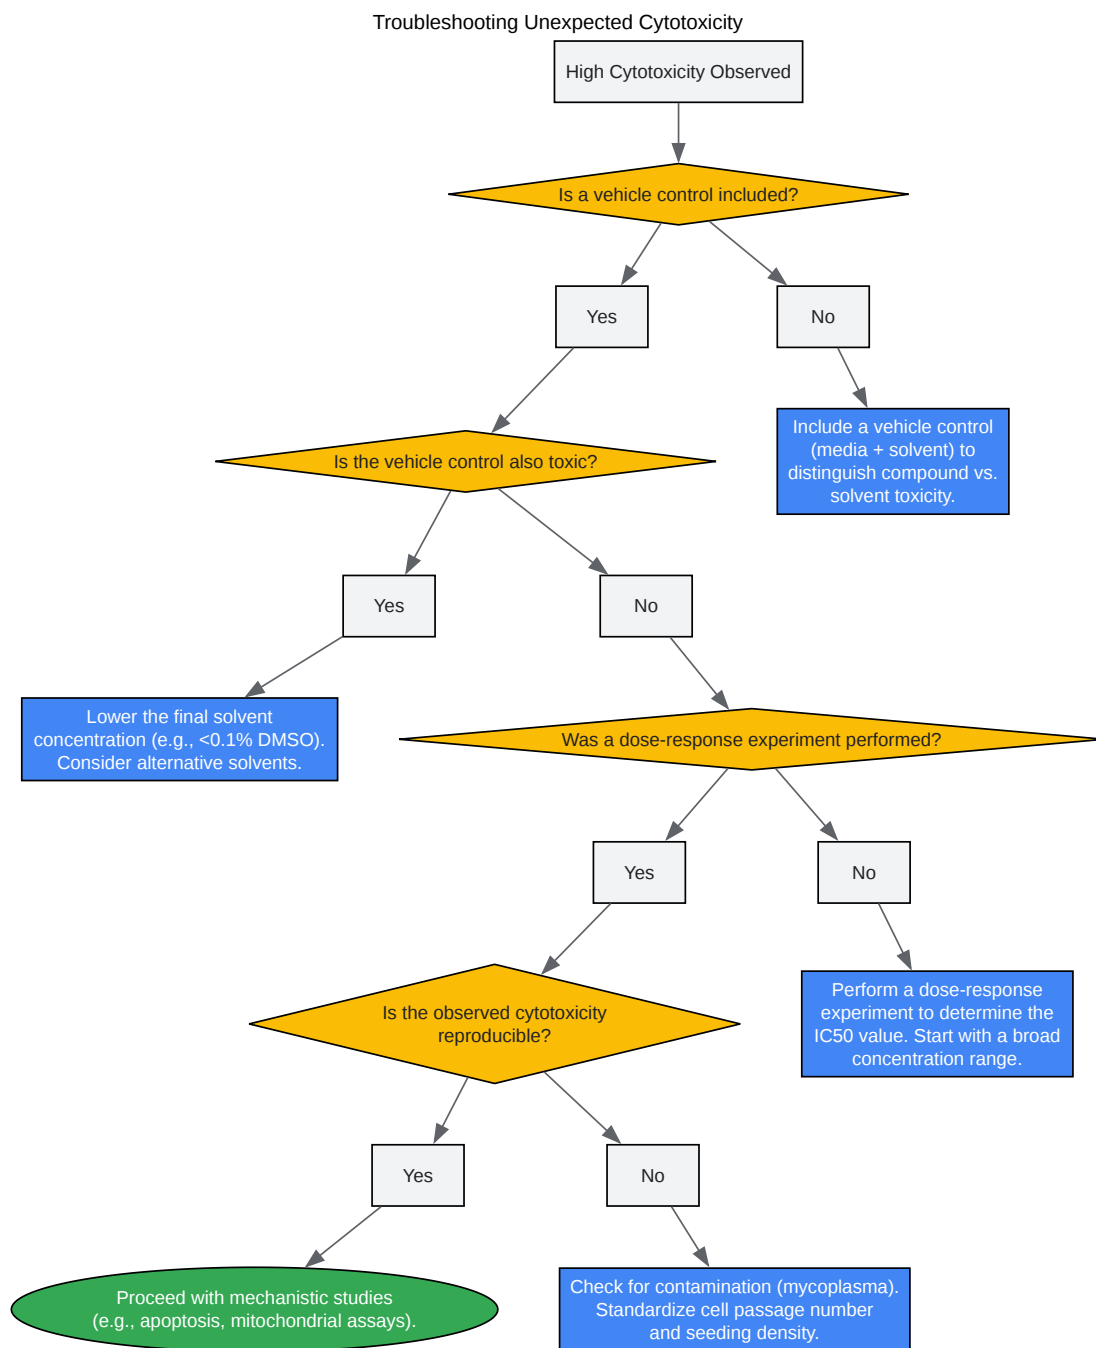 Troubleshooting Unexpected Cytotoxicity
High Cytotoxicity Observed
Is a vehicle control included?
Yes
No
Include a vehicle control
(media + solvent) to
distinguish compound vs.
solvent toxicity.
Is the vehicle control also toxic?
Yes
No
Lower the final solvent
concentration (e.g., <0.1% DMSO).
Consider alternative solvents.
Was a dose-response experiment performed?
Yes
No
Perform a dose-response
experiment to determine the
IC50 value. Start with a broad
concentration range.
Is the observed cytotoxicity
reproducible?
Yes
No
Proceed with mechanistic studies
(e.g., apoptosis, mitochondrial assays).
Check for contamination (mycoplasma).
Standardize cell passage number
and seeding density.